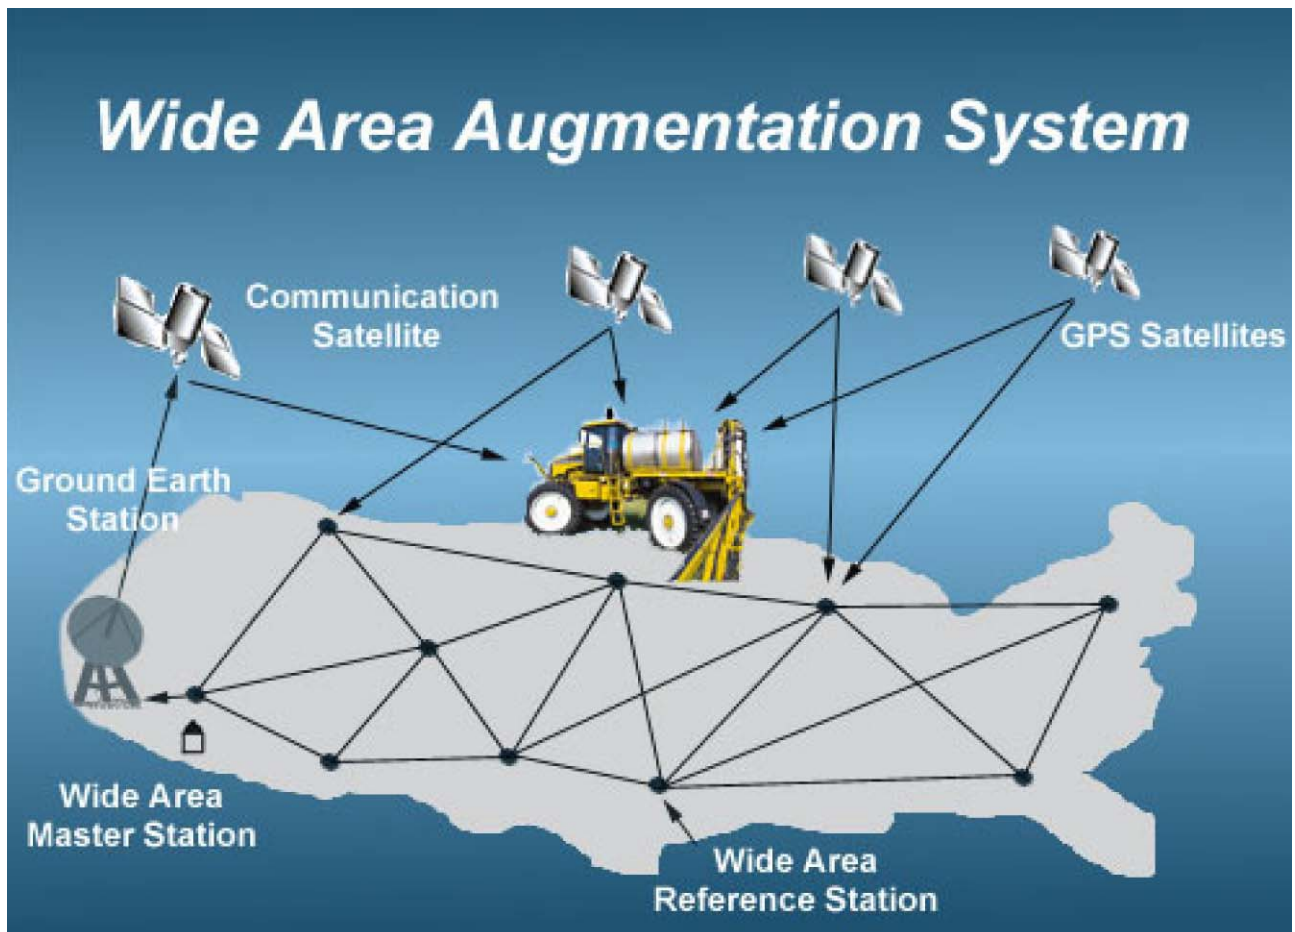 Wide Area Augmentation System
Communication
Satellite
GPS Satellites
Ground Earth
Station
Wide Area
Master Station
Wide Area
Reference Station